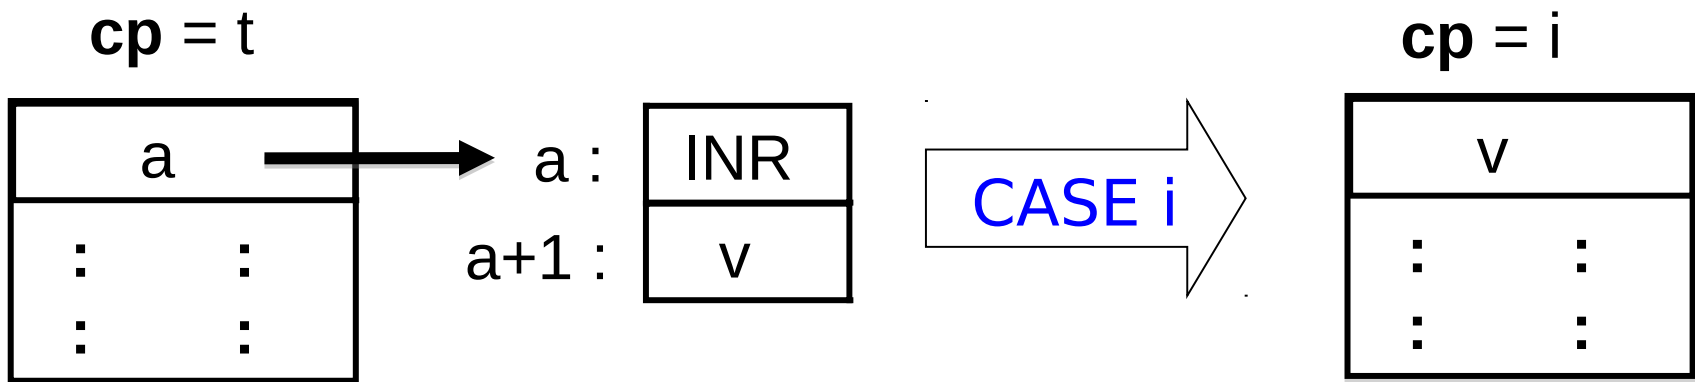 cp = t
cp = i
a
a :
INR
CASE i
v
a+1 :
v
: :
: :
: :
: :